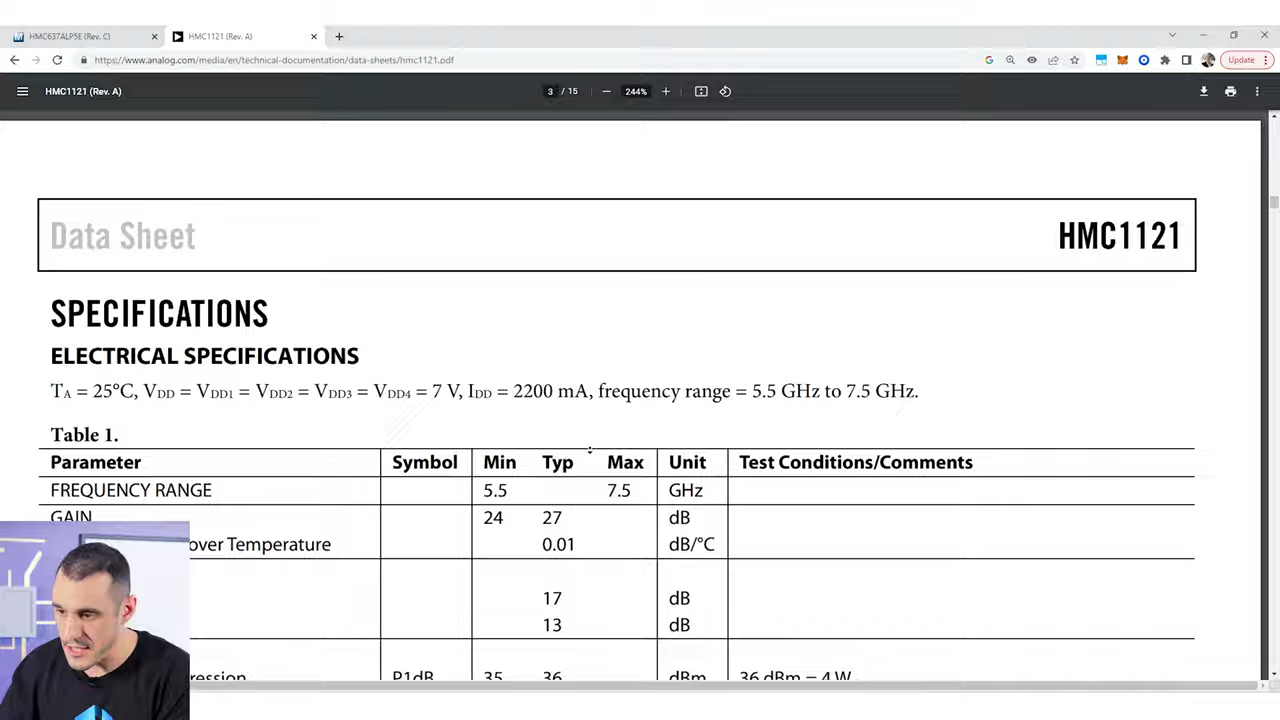 HMC637ALP5E (Rev. C)
HMC1121 (Rev. A)
https://www.analog.com/media/en/technical-documentation/data-sheets/hmc1121.pdf
Update
HMC1121 (Rev. A)
3 / 15
244%
Data Sheet
HMC1121
SPECIFICATIONS
ELECTRICAL SPECIFICATIONS
TA = 25°C, VDD = VDD1 = VDD2 = VDD3 = VDD4 = 7 V, IDD = 2200 mA, frequency range = 5.5 GHz to 7.5 GHz.
Table 1.
Parameter Symbol Min Typ Max Unit Test Conditions/Comments
FREQUENCY RANGE 5.5 7.5 GHz
GAIN 24 27 dB
over Temperature 0.01 dB/°C
17 dB
13 dB
ression P1dB 35 36 dBm 36 dBm = 4 W